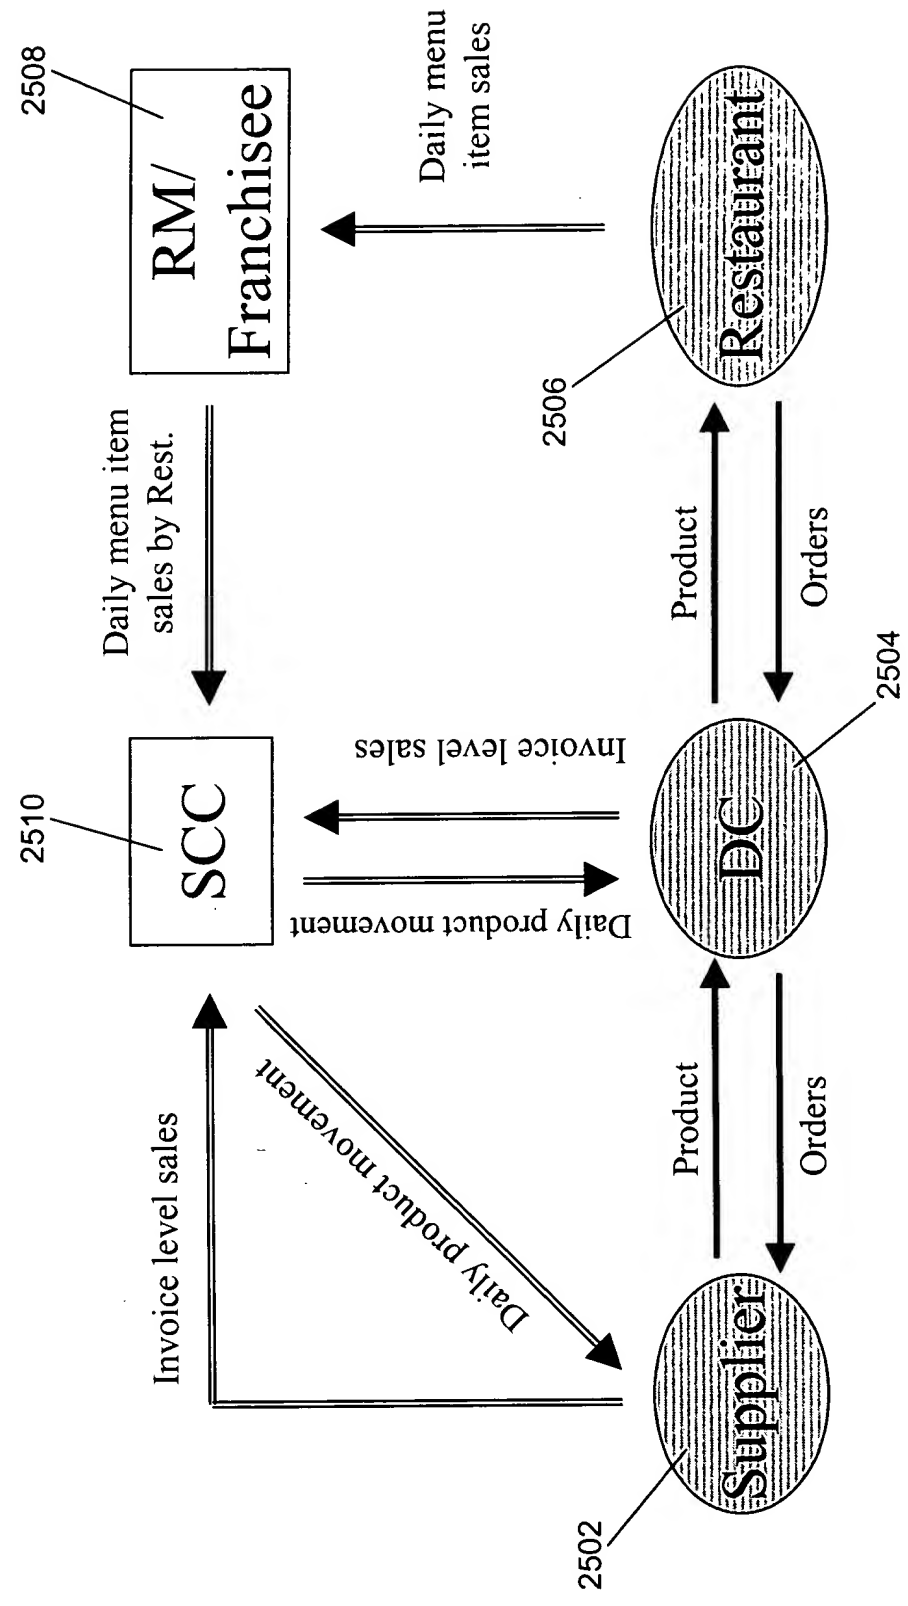 2510
2508
SCC
RM/
Franchisee
Invoice level sales
Daily menu item
sales by Rest.
Daily product movement
Daily product movement
Invoice level sales
Daily menu
item sales
2502
2506
Supplier
Product
DC
Product
Restaurant
Orders
Orders
2504